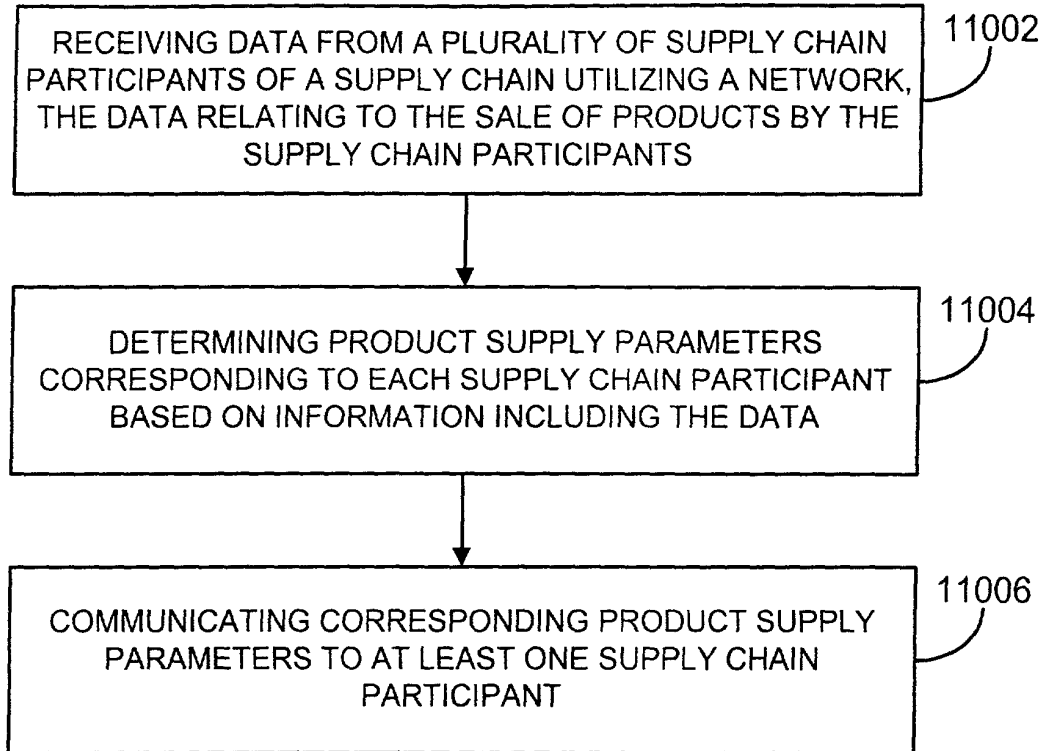 RECEIVING DATA FROM A PLURALITY OF SUPPLY CHAIN
PARTICIPANTS OF A SUPPLY CHAIN UTILIZING A NETWORK,
THE DATA RELATING TO THE SALE OF PRODUCTS BY THE
SUPPLY CHAIN PARTICIPANTS
11002
DETERMINING PRODUCT SUPPLY PARAMETERS
CORRESPONDING TO EACH SUPPLY CHAIN PARTICIPANT
BASED ON INFORMATION INCLUDING THE DATA
11004
COMMUNICATING CORRESPONDING PRODUCT SUPPLY
PARAMETERS TO AT LEAST ONE SUPPLY CHAIN
PARTICIPANT
11006